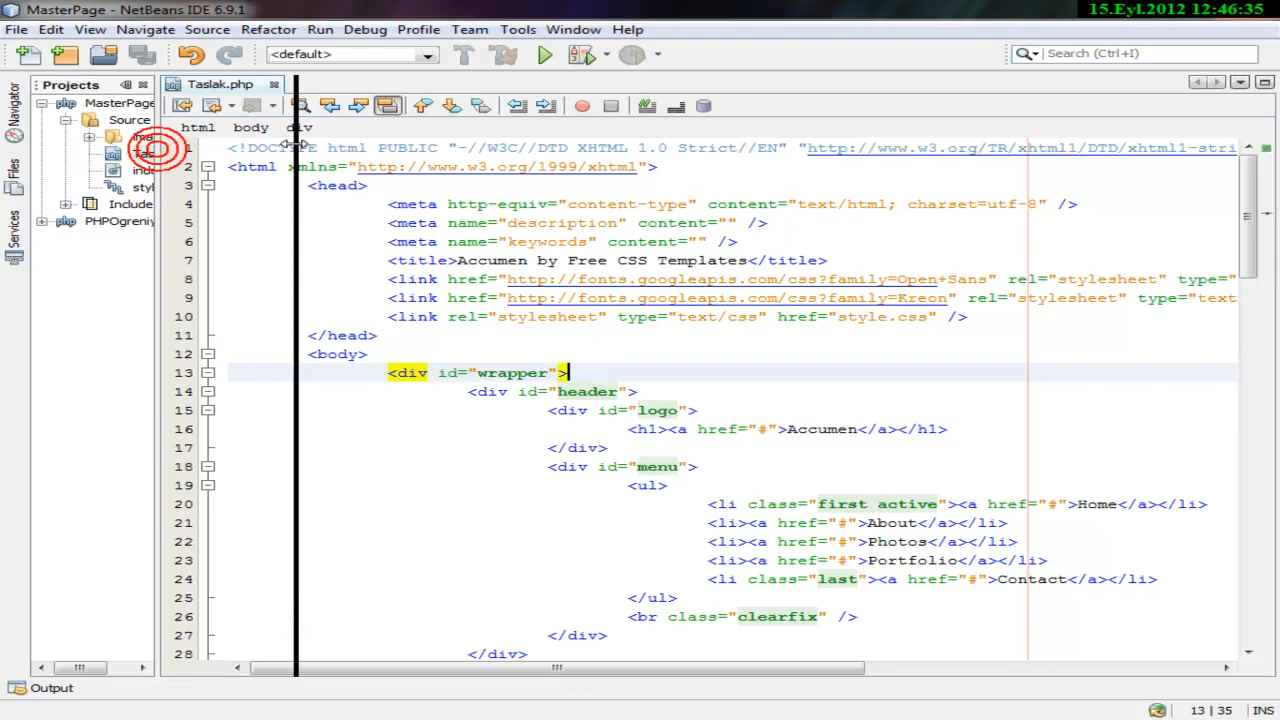 MasterPage - NetBeans IDE 6.9.1
15.Eyl.2012 12:46:35
File Edit View Navigate Source Refactor Run Debug Profile Team Tools Window Help
<default>
Search (Ctrl+I)
Projects
Taslak.php
MasterPage
Source
Include
PHPOgreniy
Navigator
Files
Services
html body div
1 <!DOCTYPE html PUBLIC "-//W3C//DTD XHTML 1.0 Strict//EN" "http://www.w3.org/TR/xhtml1/DTD/xhtml1-stri
2 <html xmlns="http://www.w3.org/1999/xhtml">
3 <head>
4 <meta http-equiv="content-type" content="text/html; charset=utf-8" />
5 <meta name="description" content="" />
6 <meta name="keywords" content="" />
7 <title>Accumen by Free CSS Templates</title>
8 <link href="http://fonts.googleapis.com/css?family=Open+Sans" rel="stylesheet" type="
9 <link href="http://fonts.googleapis.com/css?family=Kreon" rel="stylesheet" type="text
10 <link rel="stylesheet" type="text/css" href="style.css" />
11 </head>
12 <body>
13 <div id="wrapper">
14 <div id="header">
15 <div id="logo">
16 <h1><a href="#">Accumen</a></h1>
17 </div>
18 <div id="menu">
19 <ul>
20 <li class="first active"><a href="#">Home</a></li>
21 <li><a href="#">About</a></li>
22 <li><a href="#">Photos</a></li>
23 <li><a href="#">Portfolio</a></li>
24 <li class="last"><a href="#">Contact</a></li>
25 </ul>
26 <br class="clearfix" />
27 </div>
28 </div>
Output
13 | 35 INS